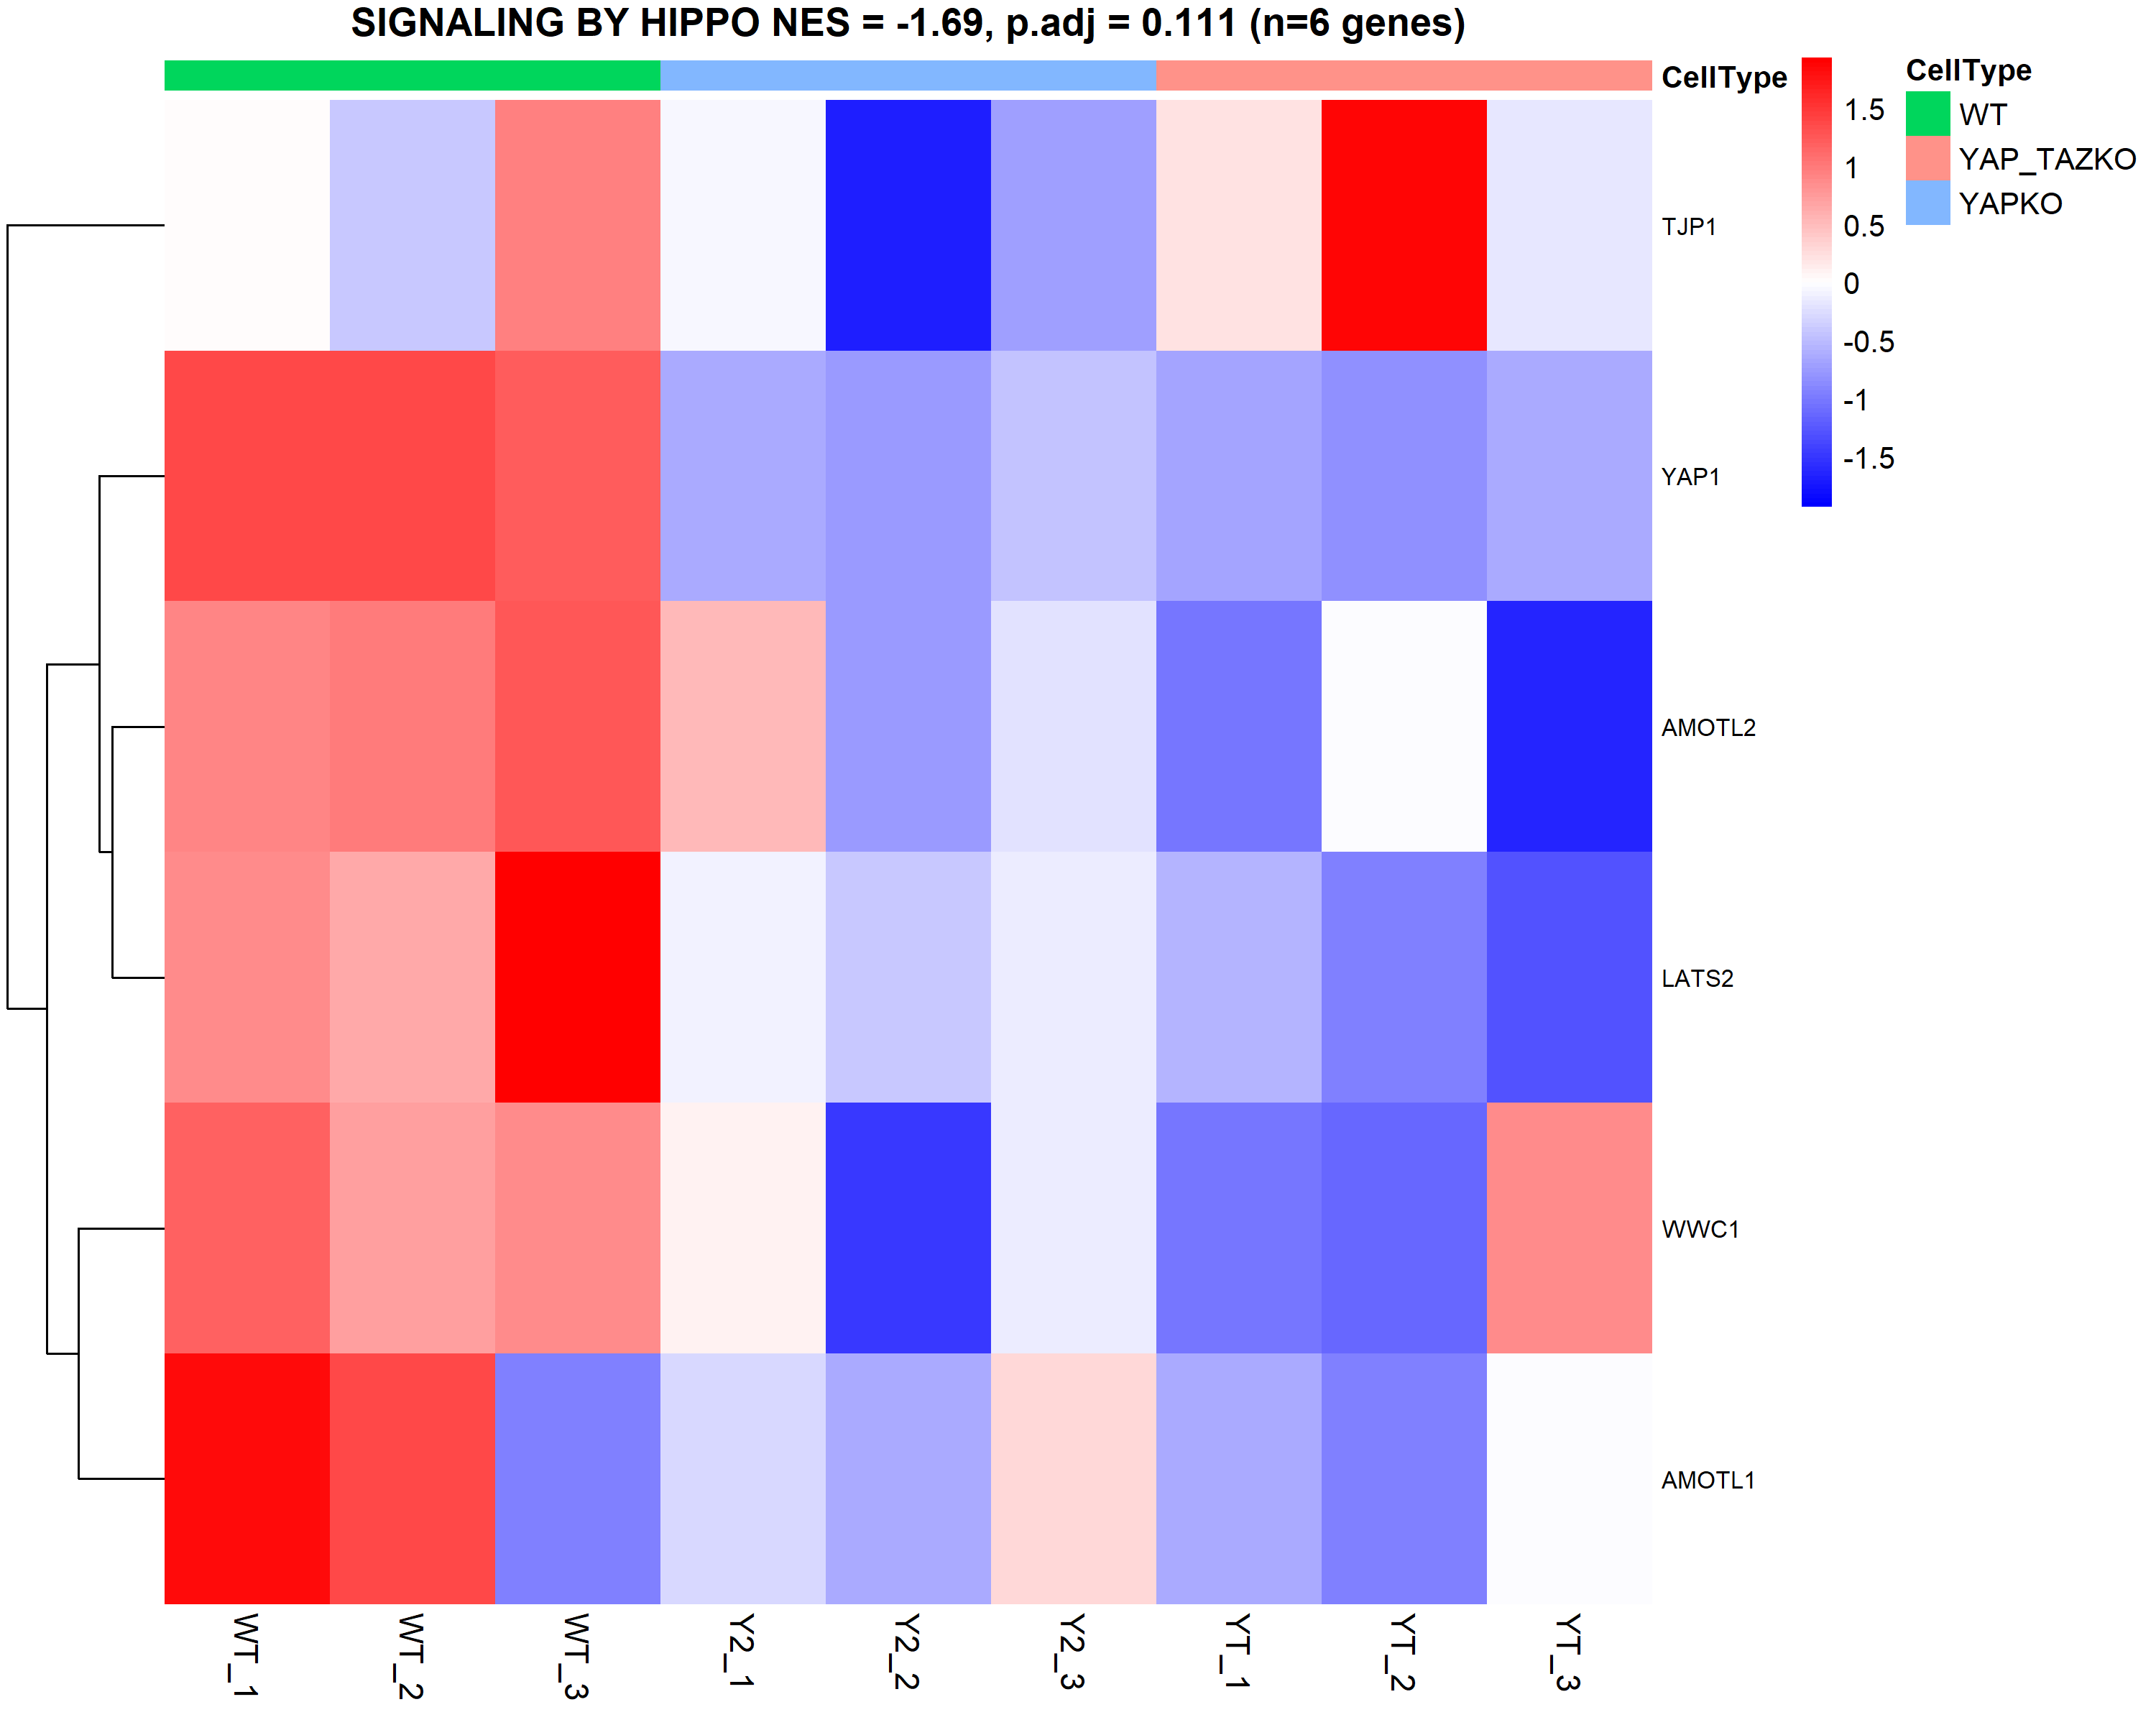 SIGNALING BY HIPPO NES = -1.69, p.adj = 0.111 (n=6 genes)
CellType
1.5
1
0.5
0
-0.5
-1
-1.5
CellType
WT
YAP_TAZKO
YAPKO
TJP1
YAP1
AMOTL2
LATS2
WWC1
AMOTL1
WT_1
WT_2
WT_3
Y2_1
Y2_2
Y2_3
YT_1
YT_2
YT_3